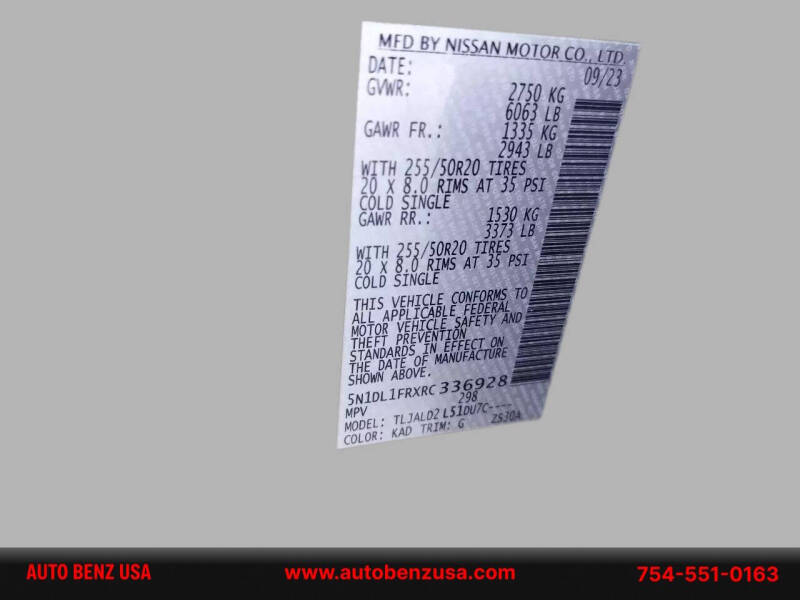 MFD BY NISSAN MOTOR CO., LTD.
DATE: 09/23
GVWR: 2750 KG
6063 LB
GAWR FR.: 1335 KG
2943 LB
WITH 255/50R20 TIRES
20 X 8.0 RIMS AT 35 PSI
COLD SINGLE
GAWR RR.: 1530 KG
3373 LB
WITH 255/50R20 TIRES
20 X 8.0 RIMS AT 35 PSI
COLD SINGLE
THIS VEHICLE CONFORMS TO
ALL APPLICABLE FEDERAL
MOTOR VEHICLE SAFETY AND
THEFT PREVENTION
STANDARDS IN EFFECT ON
THE DATE OF MANUFACTURE
SHOWN ABOVE
5N1DL1FRXRC336928
MPV 298
MODEL: TLJALD2 L51DU7C----
COLOR: KAD TRIM: G ZS30A
AUTO BENZ USA www.autobenzusa.com 754-551-0163